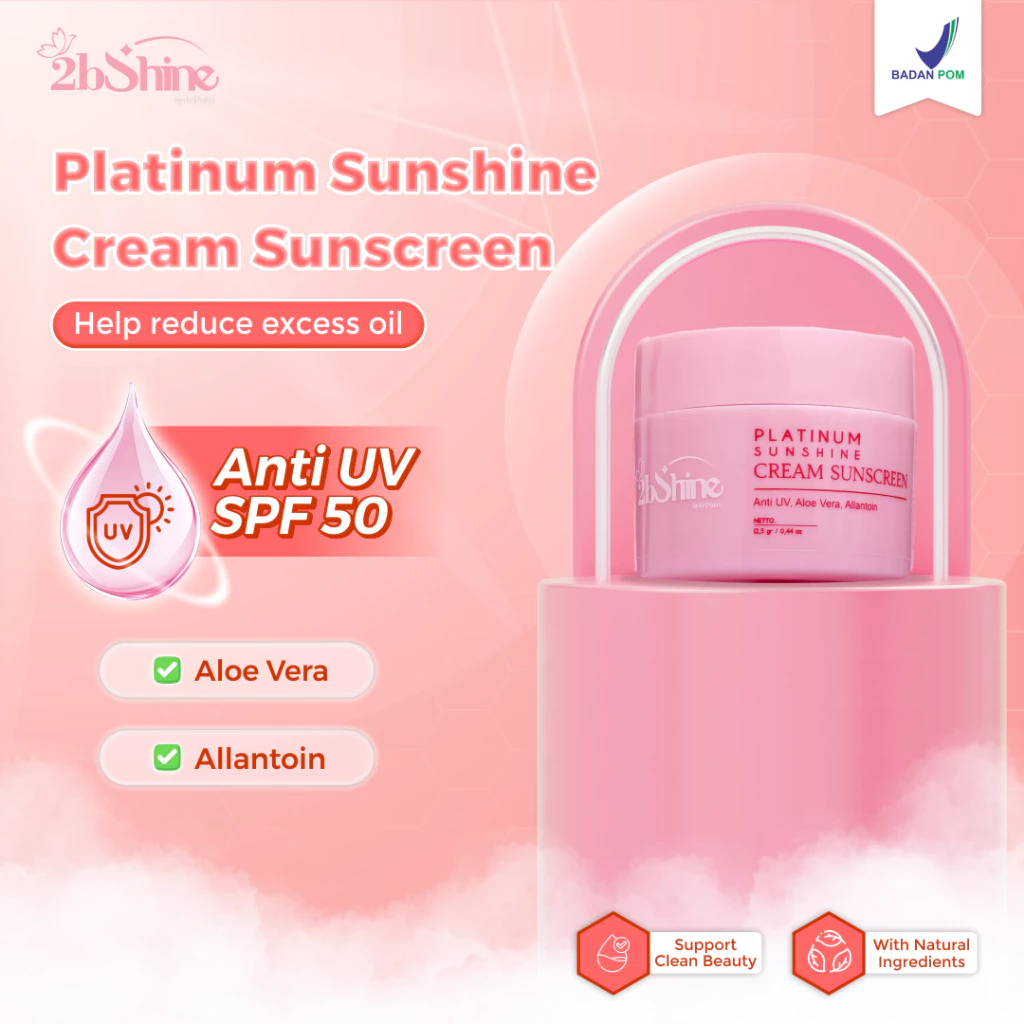 2bShine
BADAN POM
Platinum Sunshine
Cream Sunscreen
Help reduce excess oil
UV
Anti UV
SPF 50
Aloe Vera
Allantoin
2bShine
PLATINUM
SUNSHINE
CREAM SUNSCREEN
Anti UV, Aloe Vera, Allantoin
NETTO
12,5 gr / 0,44 oz
Support
Clean Beauty
With Natural
Ingredients